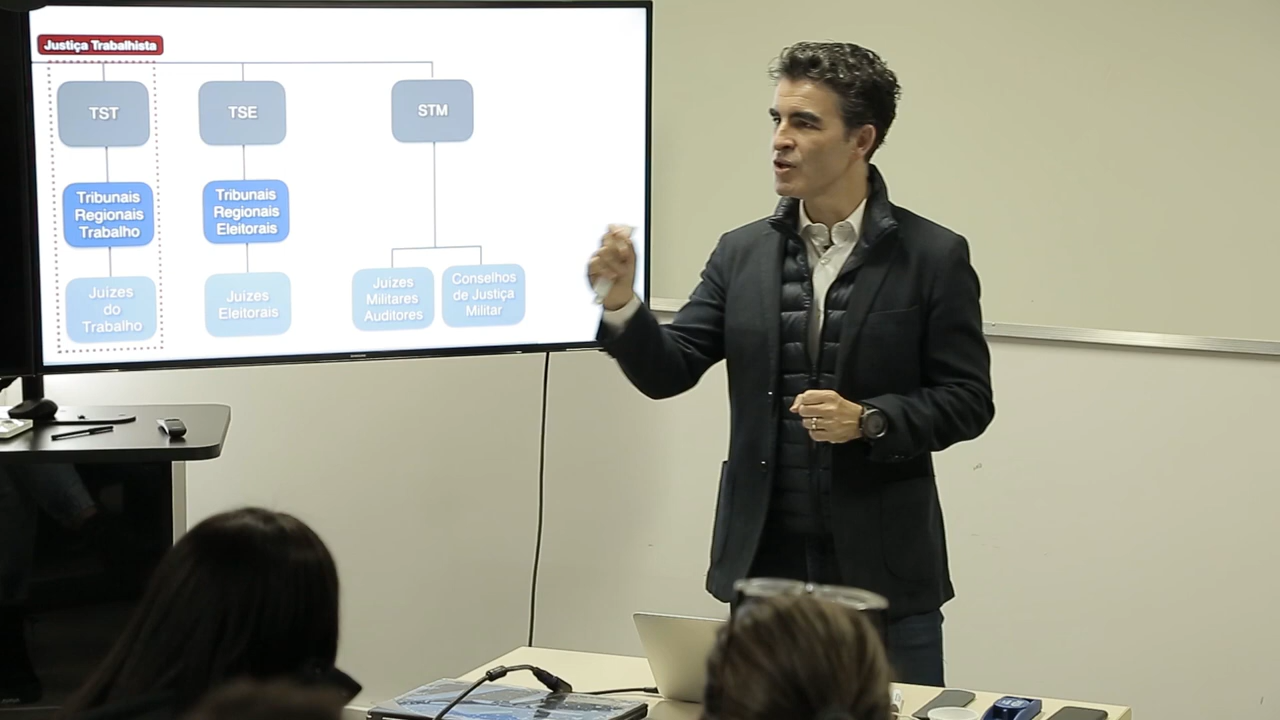 Justiça Trabalhista
TST
TSE
STM
Tribunais
Regionais
Trabalho
Tribunais
Regionais
Eleitorais
Juizes
do
Trabalho
Juizes
Eleitorais
Juizes
Militares
Auditores
Conselhos
de Justiça
Militar
SAMSUNG